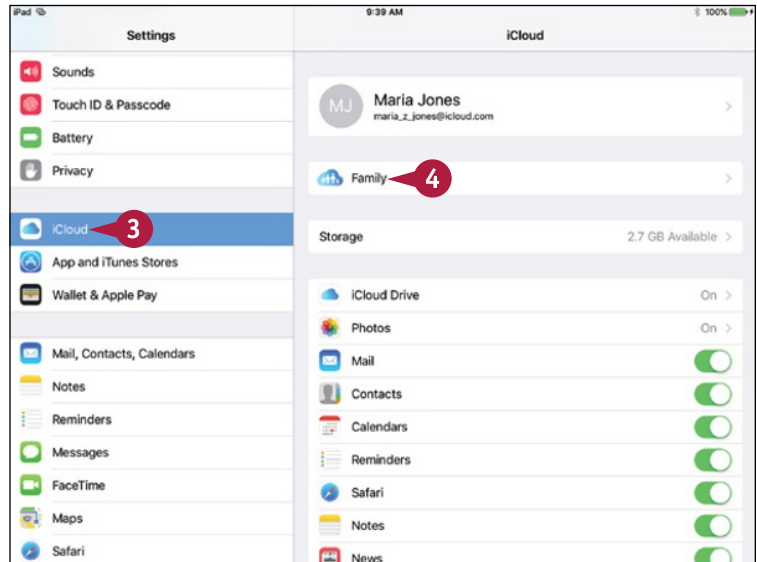 iPad 9:39 AM 100%
Settings
Sounds
Touch ID & Passcode
Battery
Privacy
iCloud 3
App and iTunes Stores
Wallet & Apple Pay
Mail, Contacts, Calendars
Notes
Reminders
Messages
FaceTime
Maps
Safari
iCloud
MJ
Maria Jones
maria_z_jones@icloud.com
Family 4
Storage 2.7 GB Available
iCloud Drive On
Photos On
Mail
Contacts
Calendars
Reminders
Safari
Notes
News